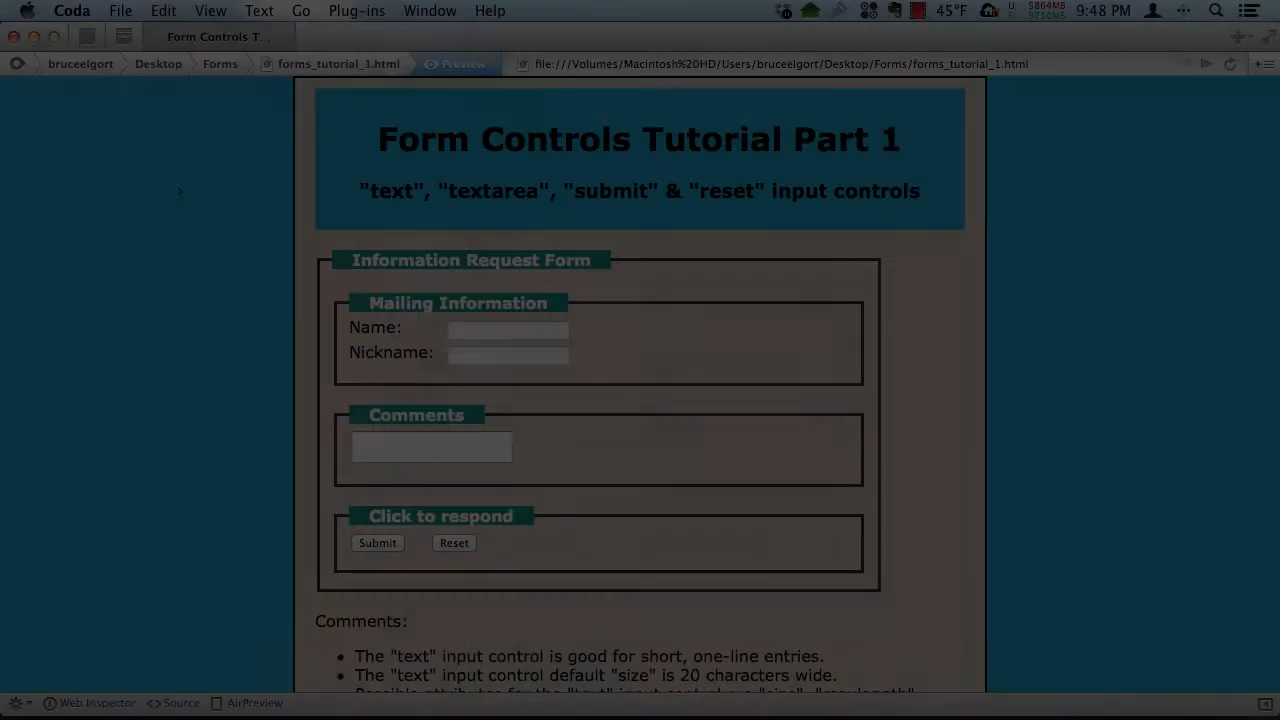 Coda File Edit View Text Go Plug-ins Window Help 45°F U: 5864MB F: 9710MB 9:48 PM
Form Controls T...
bruceelgort Desktop Forms forms_tutorial_1.html Preview file:///Volumes/Macintosh%20HD/Users/bruceelgort/Desktop/Forms/forms_tutorial_1.html
Form Controls Tutorial Part 1
"text", "textarea", "submit" & "reset" input controls
Information Request Form
Mailing Information
Name:
Nickname:
Comments
Click to respond
Submit Reset
Comments:
• The "text" input control is good for short, one-line entries.
• The "text" input control default "size" is 20 characters wide.
Web Inspector <> Source AirPreview